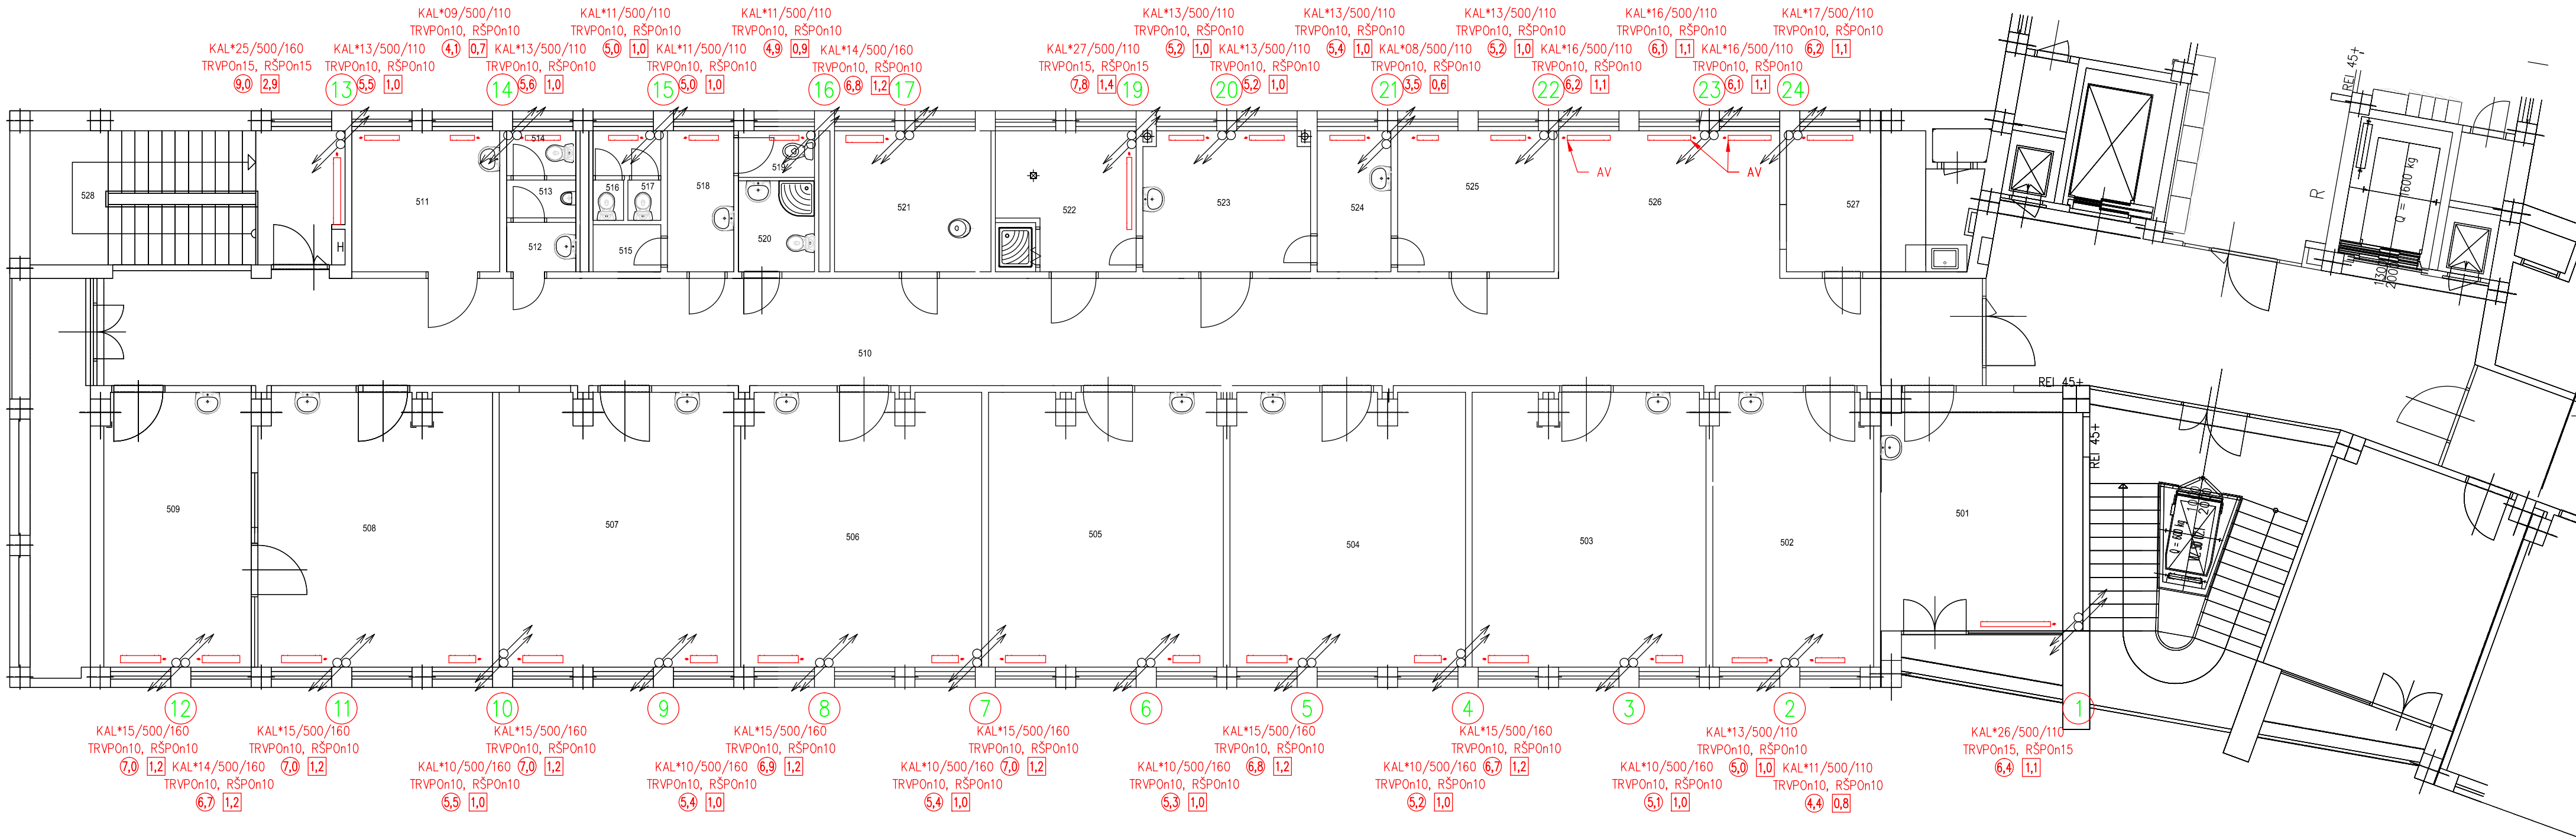 KAL*09/500/110
TRVPOn10, RŠPOn10
4,1 0,7
KAL*11/500/110
TRVPOn10, RŠPOn10
5,0 1,0
KAL*11/500/110
TRVPOn10, RŠPOn10
4,9 0,9
KAL*13/500/110
TRVPOn10, RŠPOn10
5,2 1,0
KAL*13/500/110
TRVPOn10, RŠPOn10
5,4 1,0
KAL*13/500/110
TRVPOn10, RŠPOn10
5,2 1,0
KAL*16/500/110
TRVPOn10, RŠPOn10
6,1 1,1
KAL*17/500/110
TRVPOn10, RŠPOn10
6,2 1,1
KAL*25/500/160
TRVPOn15, RŠPOn15
9,0 2,9
KAL*13/500/110
TRVPOn10, RŠPOn10
5,5 1,0
KAL*13/500/110
TRVPOn10, RŠPOn10
5,6 1,0
KAL*11/500/110
TRVPOn10, RŠPOn10
5,0 1,0
KAL*14/500/160
TRVPOn10, RŠPOn10
6,8 1,2
KAL*27/500/110
TRVPOn15, RŠPOn15
7,8 1,4
KAL*13/500/110
TRVPOn10, RŠPOn10
5,2 1,0
KAL*08/500/110
TRVPOn10, RŠPOn10
3,5 0,6
KAL*16/500/110
TRVPOn10, RŠPOn10
6,2 1,1
KAL*16/500/110
TRVPOn10, RŠPOn10
6,1 1,1
13 14 15 16 17 19 20 21 22 23 24
REI 45+
514
519
AV
AV
Q = 1600 kg
R
528
511
513
516
517
518
521
522
523
524
525
526
527
512
515
520
H
510
REI 45+
REI 45+
509
508
507
506
505
504
503
502
501
Q = 600 kg
12 11 10 9 8 7 6 5 4 3 2 1
KAL*15/500/160
TRVPOn10, RŠPOn10
7,0 1,2
KAL*15/500/160
TRVPOn10, RŠPOn10
7,0 1,2
KAL*15/500/160
TRVPOn10, RŠPOn10
7,0 1,2
KAL*15/500/160
TRVPOn10, RŠPOn10
6,9 1,2
KAL*15/500/160
TRVPOn10, RŠPOn10
7,0 1,2
KAL*15/500/160
TRVPOn10, RŠPOn10
6,8 1,2
KAL*15/500/160
TRVPOn10, RŠPOn10
6,7 1,2
KAL*13/500/110
TRVPOn10, RŠPOn10
5,0 1,0
KAL*26/500/110
TRVPOn15, RŠPOn15
6,4 1,1
KAL*14/500/160
TRVPOn10, RŠPOn10
6,7 1,2
KAL*10/500/160
TRVPOn10, RŠPOn10
5,5 1,0
KAL*10/500/160
TRVPOn10, RŠPOn10
5,4 1,0
KAL*10/500/160
TRVPOn10, RŠPOn10
5,4 1,0
KAL*10/500/160
TRVPOn10, RŠPOn10
5,3 1,0
KAL*10/500/160
TRVPOn10, RŠPOn10
5,2 1,0
KAL*10/500/160
TRVPOn10, RŠPOn10
5,1 1,0
KAL*11/500/110
TRVPOn10, RŠPOn10
4,4 0,8